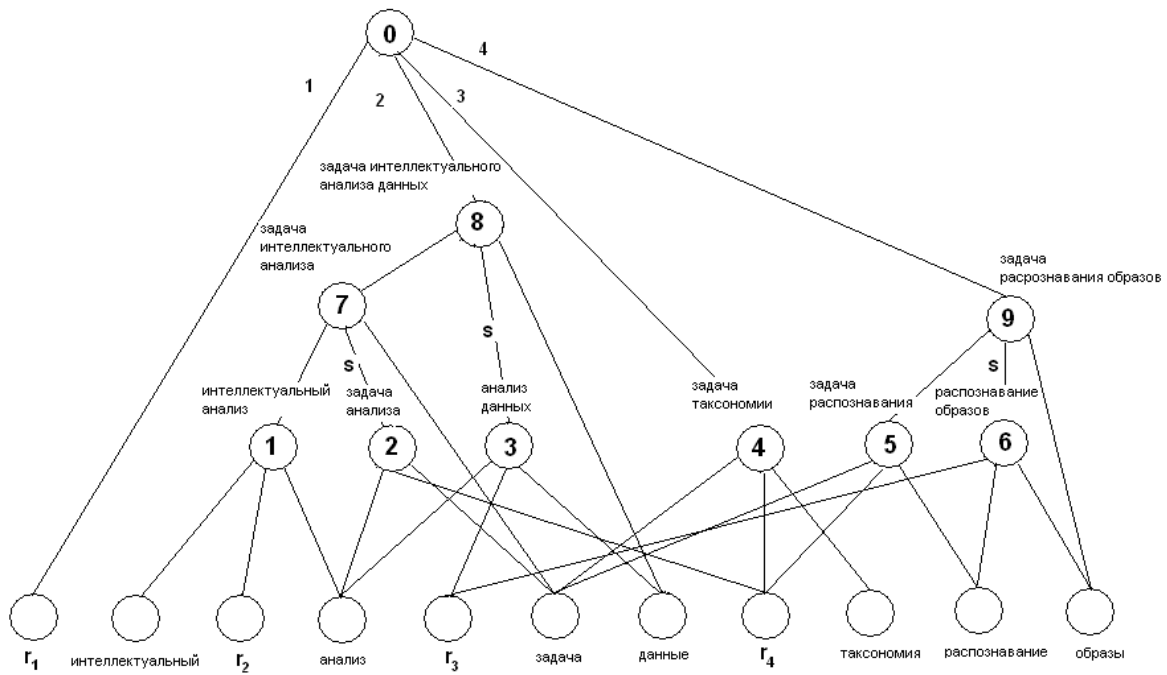 0
4
1
2
3
задача интеллектуального
анализа данных
8
задача
интеллектуального
анализа
задача
расрознавания образов
7
9
s
s
s
интеллектуальный
анализ
задача
анализа
анализ
данных
задача
таксономии
задача
распознавания
распознавание
образов
1
2
3
4
5
6
r1
интеллектуальный
r2
анализ
r3
задача
данные
r4
таксономия
распознавание
образы